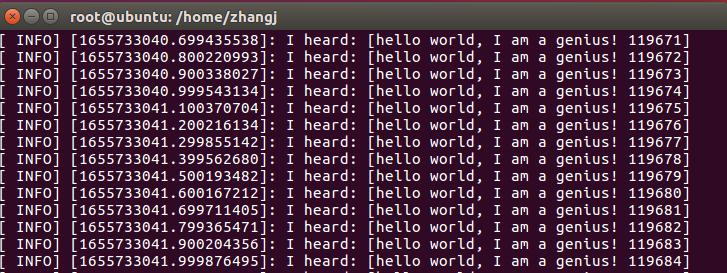 root@ubuntu: /home/zhangj
[ INFO] [1655733040.699435538]: I heard: [hello world, I am a genius! 119671]
[ INFO] [1655733040.800220993]: I heard: [hello world, I am a genius! 119672]
[ INFO] [1655733040.900338027]: I heard: [hello world, I am a genius! 119673]
[ INFO] [1655733040.999543134]: I heard: [hello world, I am a genius! 119674]
[ INFO] [1655733041.100370704]: I heard: [hello world, I am a genius! 119675]
[ INFO] [1655733041.200216134]: I heard: [hello world, I am a genius! 119676]
[ INFO] [1655733041.299855142]: I heard: [hello world, I am a genius! 119677]
[ INFO] [1655733041.399562680]: I heard: [hello world, I am a genius! 119678]
[ INFO] [1655733041.500193482]: I heard: [hello world, I am a genius! 119679]
[ INFO] [1655733041.600167212]: I heard: [hello world, I am a genius! 119680]
[ INFO] [1655733041.699711405]: I heard: [hello world, I am a genius! 119681]
[ INFO] [1655733041.799365471]: I heard: [hello world, I am a genius! 119682]
[ INFO] [1655733041.900204356]: I heard: [hello world, I am a genius! 119683]
[ INFO] [1655733041.999876495]: I heard: [hello world, I am a genius! 119684]